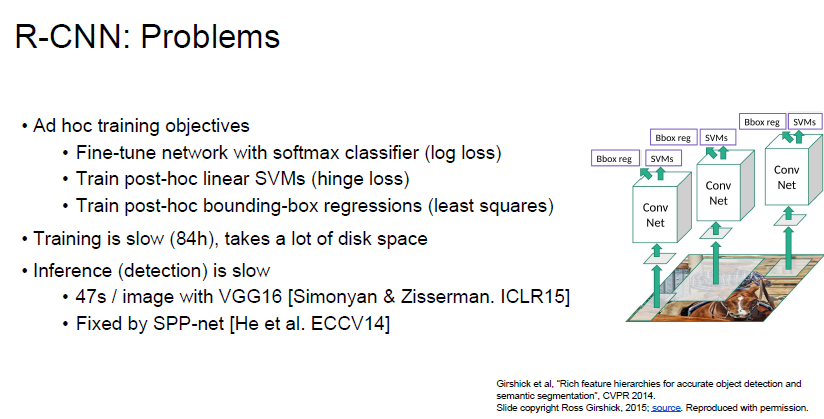 R-CNN: Problems
• Ad hoc training objectives
• Fine-tune network with softmax classifier (log loss)
• Train post-hoc linear SVMs (hinge loss)
• Train post-hoc bounding-box regressions (least squares)
• Training is slow (84h), takes a lot of disk space
• Inference (detection) is slow
• 47s / image with VGG16 [Simonyan & Zisserman. ICLR15]
• Fixed by SPP-net [He et al. ECCV14]
Bbox reg SVMs
Bbox reg SVMs
Bbox reg SVMs
Conv
Net
Conv
Net
Conv
Net
Girshick et al, "Rich feature hierarchies for accurate object detection and
semantic segmentation", CVPR 2014.
Slide copyright Ross Girshick, 2015; source. Reproduced with permission.